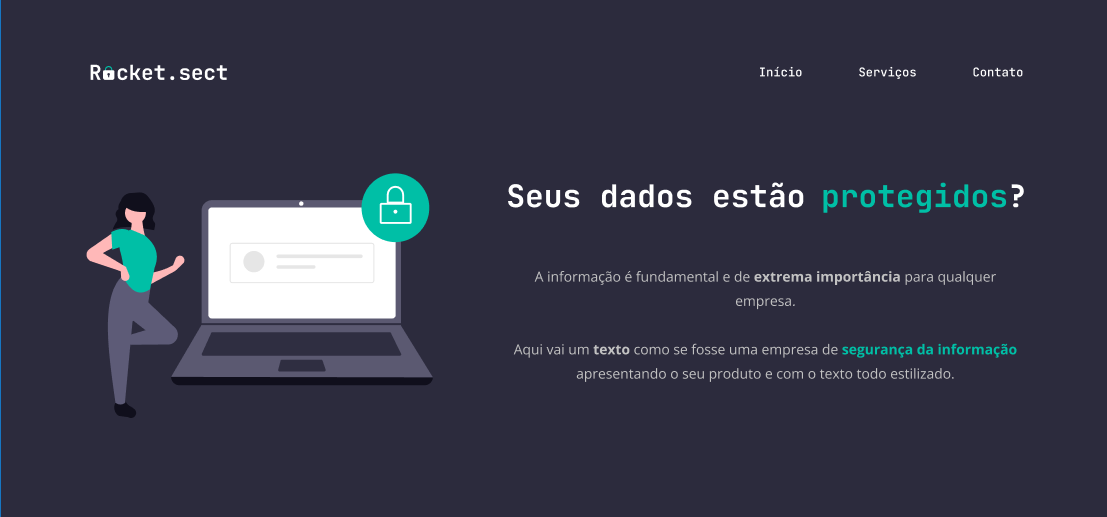 Rocket.sect
Início Serviços Contato
Seus dados estão protegidos?
A informação é fundamental e de extrema importância para qualquer
empresa.
Aqui vai um texto como se fosse uma empresa de segurança da informação
apresentando o seu produto e com o texto todo estilizado.